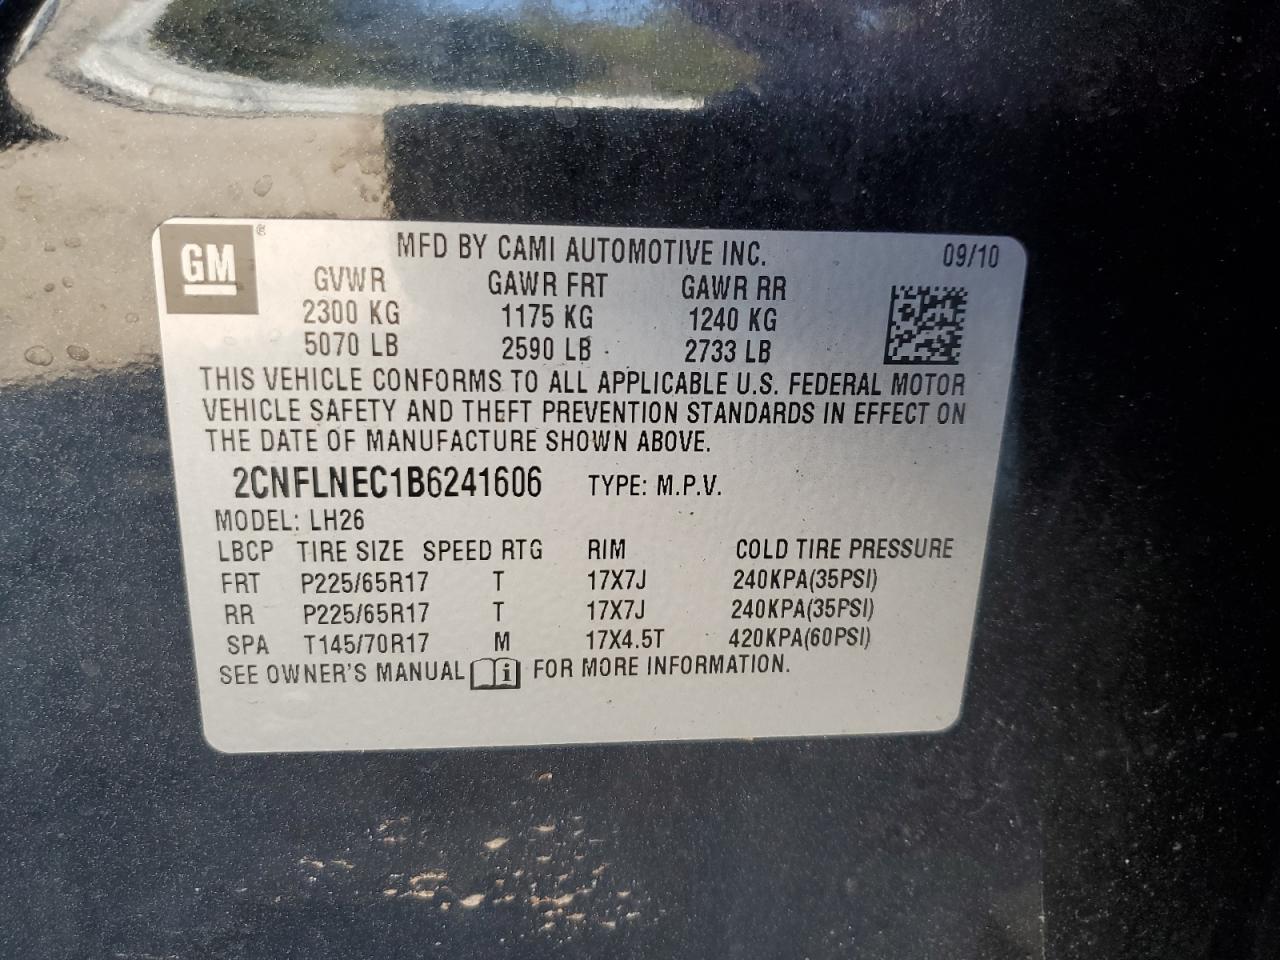 GM ® MFD BY CAMI AUTOMOTIVE INC. 09/10
GVWR GAWR FRT GAWR RR
2300 KG 1175 KG 1240 KG
5070 LB 2590 LB 2733 LB
THIS VEHICLE CONFORMS TO ALL APPLICABLE U.S. FEDERAL MOTOR
VEHICLE SAFETY AND THEFT PREVENTION STANDARDS IN EFFECT ON
THE DATE OF MANUFACTURE SHOWN ABOVE.
2CNFLNEC1B6241606 TYPE: M.P.V.
MODEL: LH26
LBCP TIRE SIZE SPEED RTG RIM COLD TIRE PRESSURE
FRT P225/65R17 T 17X7J 240KPA(35PSI)
RR P225/65R17 T 17X7J 240KPA(35PSI)
SPA T145/70R17 M 17X4.5T 420KPA(60PSI)
SEE OWNER'S MANUAL i FOR MORE INFORMATION.